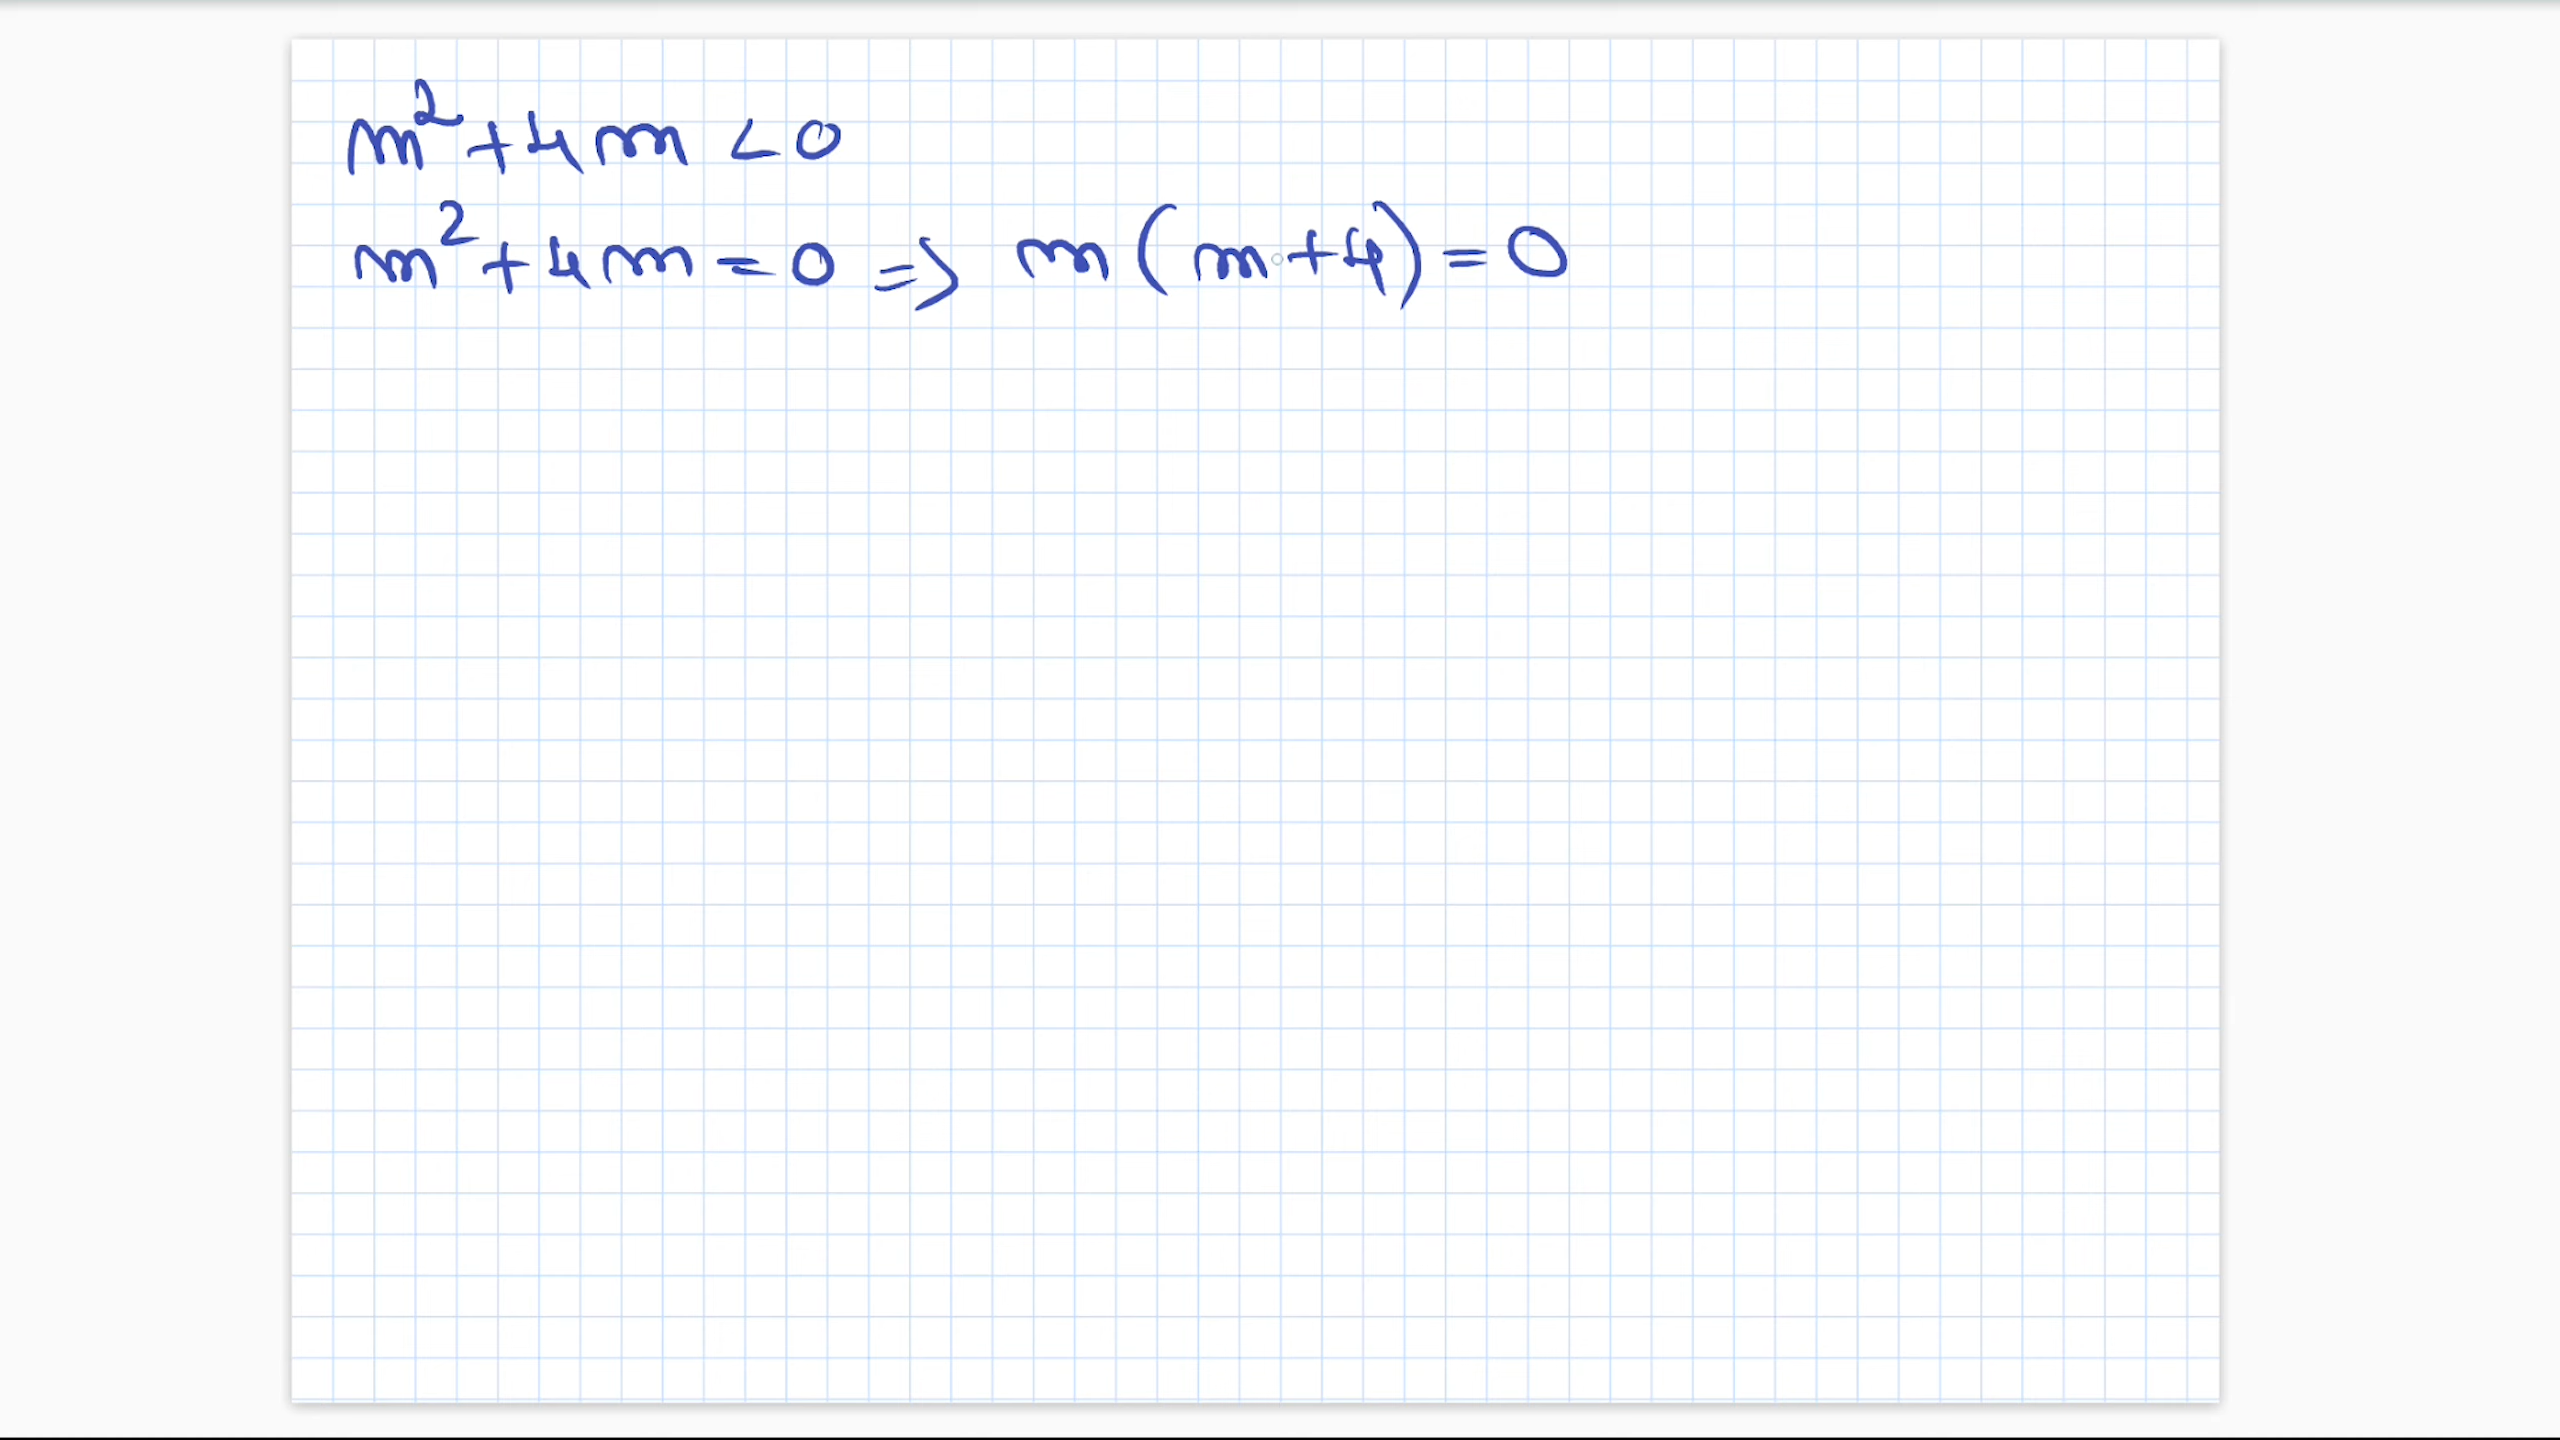 m² + 4m < 0
m² + 4m = 0 => m(m+4) = 0